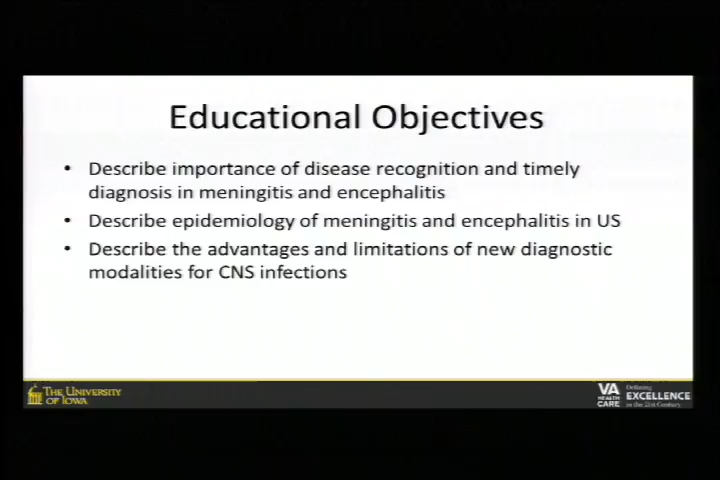 Educational Objectives
• Describe importance of disease recognition and timely
diagnosis in meningitis and encephalitis
• Describe epidemiology of meningitis and encephalitis in US
• Describe the advantages and limitations of new diagnostic
modalities for CNS infections
THE UNIVERSITY
OF IOWA
VA
HEALTH
CARE
Defining
EXCELLENCE
in the 21st Century